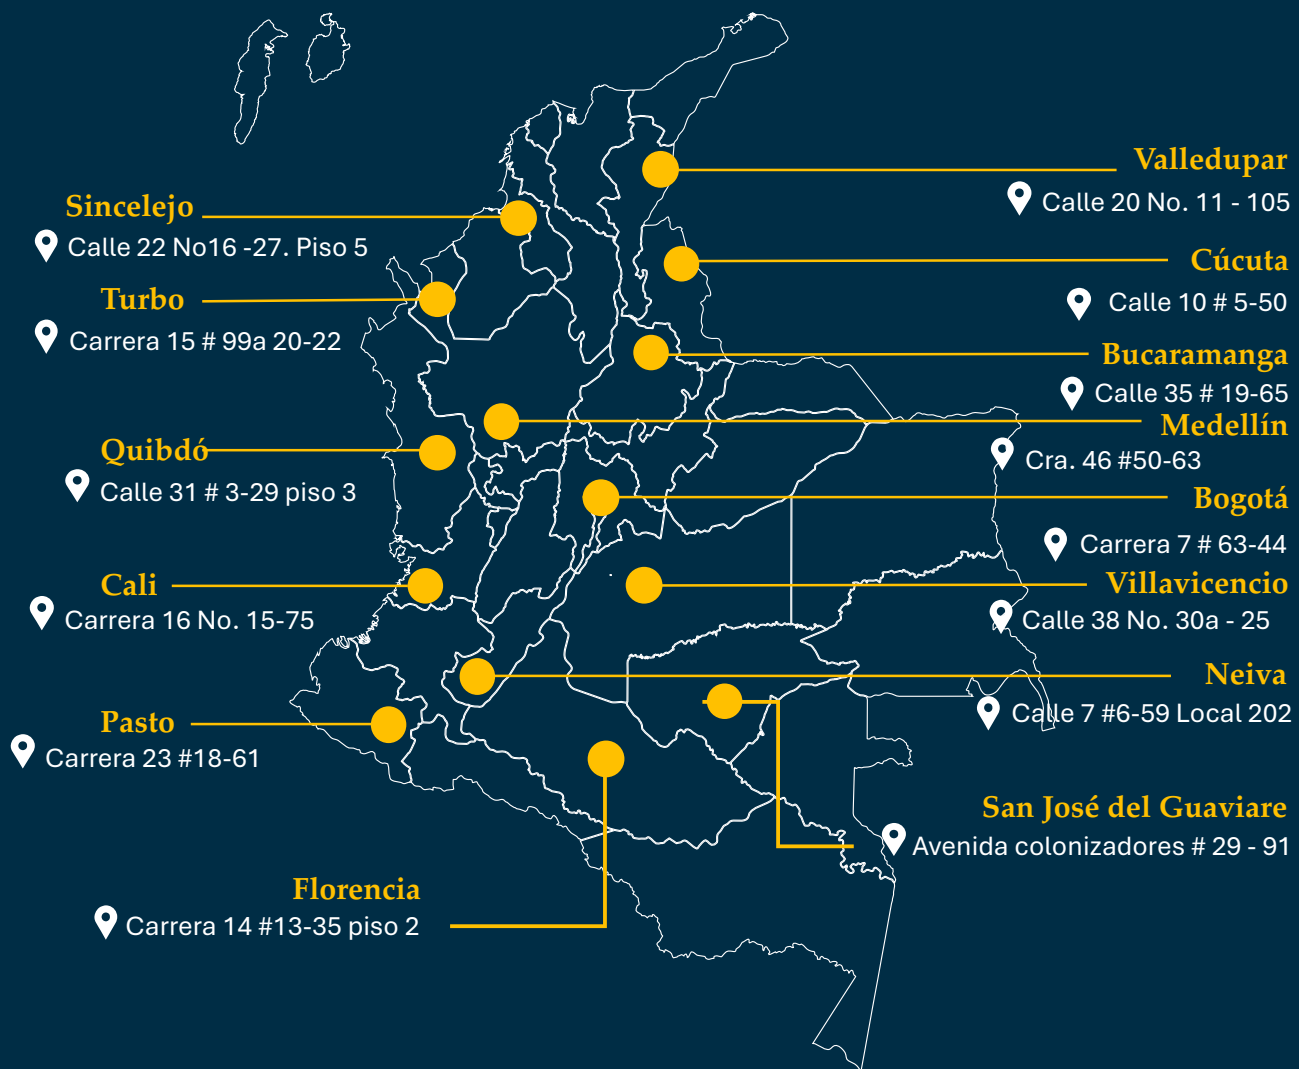 Sincelejo
Calle 22 No16 -27. Piso 5
Turbo
Carrera 15 # 99a 20-22
Quibdó
Calle 31 # 3-29 piso 3
Cali
Carrera 16 No. 15-75
Pasto
Carrera 23 #18-61
Florencia
Carrera 14 #13-35 piso 2
Valledupar
Calle 20 No. 11 - 105
Cúcuta
Calle 10 # 5-50
Bucaramanga
Calle 35 # 19-65
Medellín
Cra. 46 #50-63
Bogotá
Carrera 7 # 63-44
Villavicencio
Calle 38 No. 30a - 25
Neiva
Calle 7 #6-59 Local 202
San José del Guaviare
Avenida colonizadores # 29 - 91